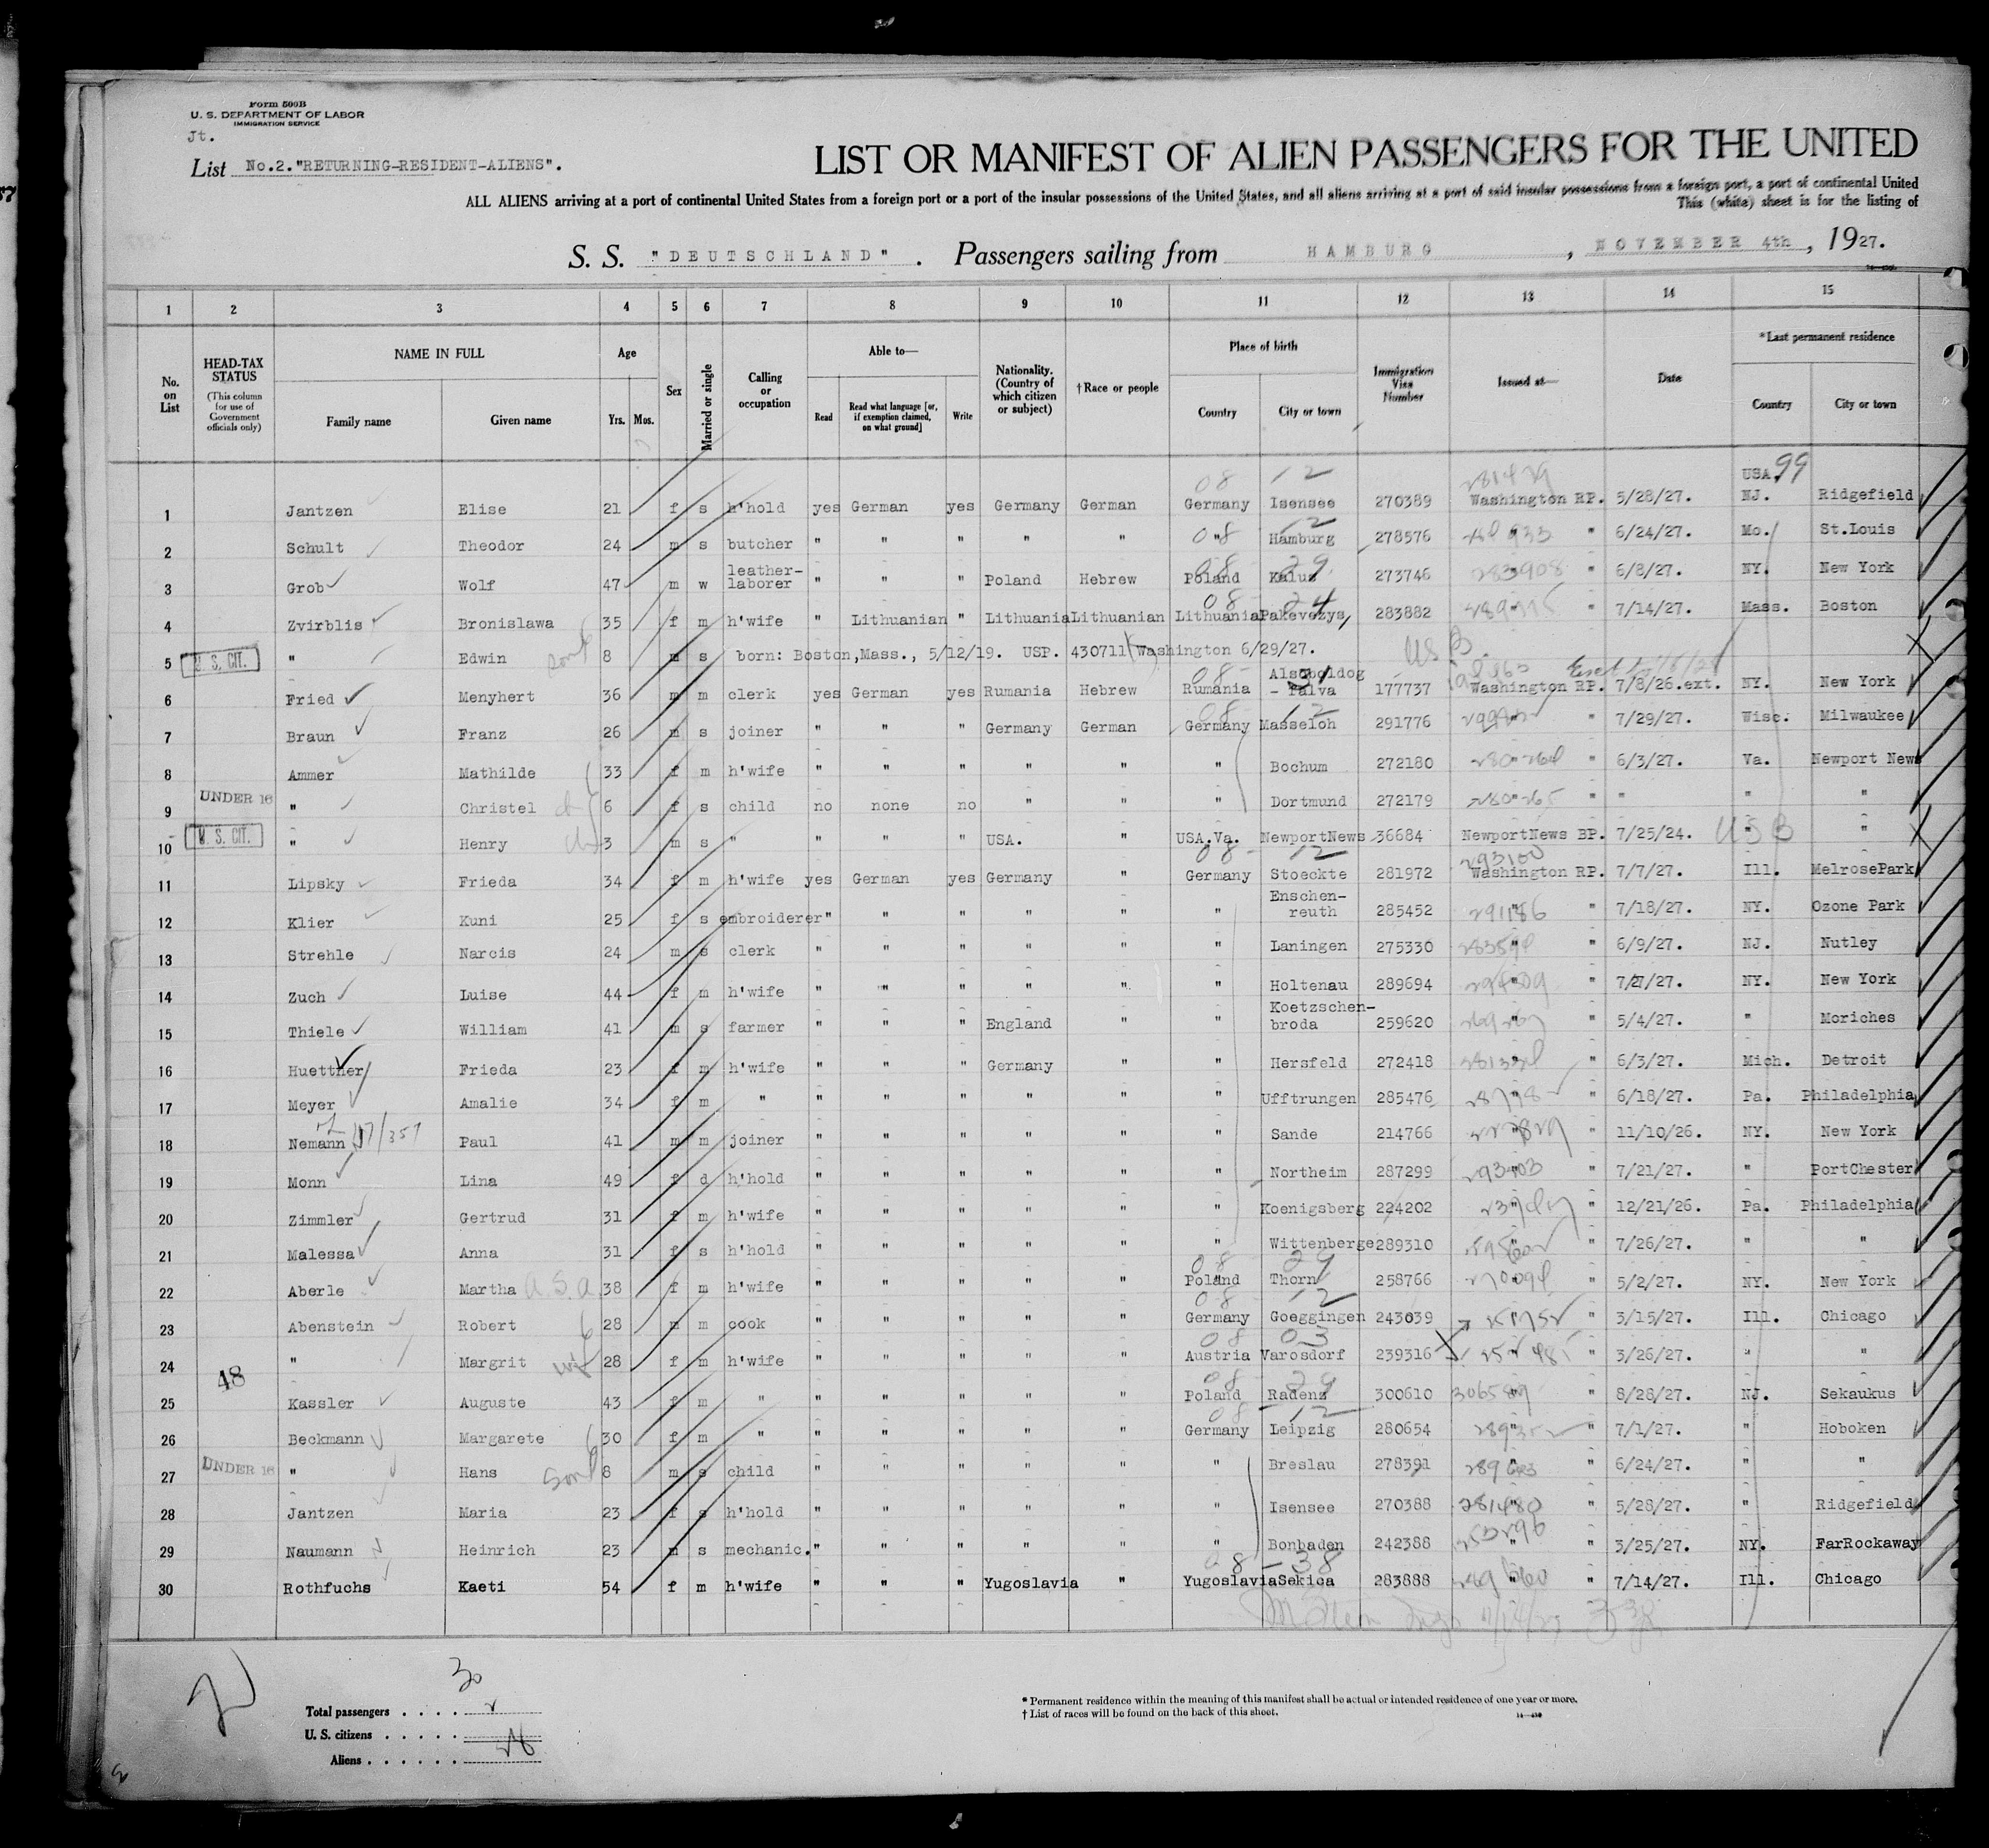 Form 500B
U. S. DEPARTMENT OF LABOR
IMMIGRATION SERVICE
Jt.
List No.2."RETURNING-RESIDENT-ALIENS".
LIST OR MANIFEST OF ALIEN PASSENGERS FOR THE UNITED
ALL ALIENS arriving at a port of continental United States from a foreign port or a port of the insular possessions of the United States, and all aliens arriving at a port of said insular possessions from a foreign port, a port of continental United
This (white) sheet is for the listing of
S. S. "DEUTSCHLAND". Passengers sailing from HAMBURG, NOVEMBER 4th, 1927.
1 2 3 4 5 6 7 8 9 10 11 12 13 14 15
No. on List
HEAD-TAX STATUS (This column for use of Government officials only)
NAME IN FULL Family name Given name
Age Yrs. Mos.
Sex
Married or single
Calling or occupation
Able to— Read Read what language [or, if exemption claimed, on what ground] Write
Nationality. (Country of which citizen or subject)
†Race or people
Place of birth Country City or town
Immigration Visa Number
Issued at—
Date
*Last permanent residence Country City or town
USA. 99
1 Jantzen Elise 21 f s h'hold yes German yes Germany German Germany Isensee 270389 Washington RP. 5/28/27. NJ. Ridgefield
2 Schult Theodor 24 m s butcher " " " " " " Hamburg 278576 " " 6/24/27. Mo. St.Louis
3 Grob Wolf 47 m w leather-laborer " " " Poland Hebrew Poland Kalus 273746 " " 6/8/27. NY. New York
4 Zvirblis Bronislawa 35 f m h'wife " Lithuanian " Lithuania Lithuanian Lithuania Pakevezys, 283882 " " 7/14/27. Mass. Boston
5 U. S. CIT. " Edwin son 8 m s born: Boston,Mass., 5/12/19. USP. 430711 Washington 6/29/27. US B.
6 Fried Menyhert 36 m m clerk yes German yes Rumania Hebrew Rumania Alsoboldog - Falva 177737 Washington RP. 7/8/26.ext. NY. New York
7 Braun Franz 26 m s joiner " " " Germany German Germany Masseloh 291776 " " 7/29/27. Wisc. Milwaukee
8 Ammer Mathilde 33 f m h'wife " " " " " " Bochum 272180 " " 6/3/27. Va. Newport News
9 UNDER 16 " Christel 6 f s child no none no " " " Dortmund 272179 " " " " "
10 U. S. CIT. " Henry 3 m s " " " " USA. " USA.Va. NewportNews 36684 NewportNews BP. 7/25/24. " " USB
11 Lipsky Frieda 34 f m h'wife yes German yes Germany " Germany Stoeckte 281972 Washington RP. 7/7/27. Ill. MelrosePark
12 Klier Kuni 25 f s embroiderer " " " " " " Enschen-reuth 285452 " " 7/18/27. NY. Ozone Park
13 Strehle Narcis 24 m s clerk " " " " " " Laningen 275330 " " 6/9/27. NJ. Nutley
14 Zuch Luise 44 f m h'wife " " " " " " Holtenau 289694 " " 7/27/27. NY. New York
15 Thiele William 41 m s farmer " " " England " " Koetzschen-broda 259620 " " 5/4/27. " Moriches
16 Huettner Frieda 23 f m h'wife " " " Germany " " Hersfeld 272418 " " 6/3/27. Mich. Detroit
17 Meyer Amalie 34 f m " " " " " " " Ufftrungen 285476 " " 6/18/27. Pa. Philadelphia
18 Nemann Paul 41 m m joiner " " " " " " Sande 214766 " " 11/10/26. NY. New York
19 Monn Lina 49 f d h'hold " " " " " " Northeim 287299 " " 7/21/27. " PortChester
20 Zimmler Gertrud 31 f m h'wife " " " " " " Koenigsberg 224202 " " 12/21/26. Pa. Philadelphia
21 Malessa Anna 31 f s h'hold " " " " " " Wittenberge 289310 " " 7/26/27. " "
22 Aberle Martha 38 f m h'wife " " " " " Poland Thorn 258766 " " 5/2/27. NY. New York
23 Abenstein Robert 28 m m cook " " " " " Germany Goeggingen 243039 " " 3/15/27. Ill. Chicago
24 " Margrit wife 28 f m h'wife " " " " " Austria Varosdorf 239316 " " 3/26/27. " "
48
25 Kassler Auguste 43 f m " " " " " " Poland Radenz 300610 " " 8/28/27. NJ. Sekaukus
26 Beckmann Margarete 30 f m " " " " " " Germany Leipzig 280654 " " 7/1/27. " Hoboken
27 UNDER 16 " Hans son 8 m s child " " " " " " Breslau 278391 " " 6/24/27. " "
28 Jantzen Maria 23 f s h'hold " " " " " " Isensee 270388 " " 5/28/27. " Ridgefield
29 Naumann Heinrich 23 m s mechanic. " " " " " " Bonbaden 242388 " " 3/25/27. NY. FarRockaway
30 Rothfuchs Kaeti 54 f m h'wife " " " Yugoslavia " Yugoslavia Sekica 283888 " " 7/14/27. Ill. Chicago
30
Total passengers . . . .
U. S. citizens . . . . .
Aliens . . . . . .
* Permanent residence within the meaning of this manifest shall be actual or intended residence of one year or more.
† List of races will be found on the back of this sheet.